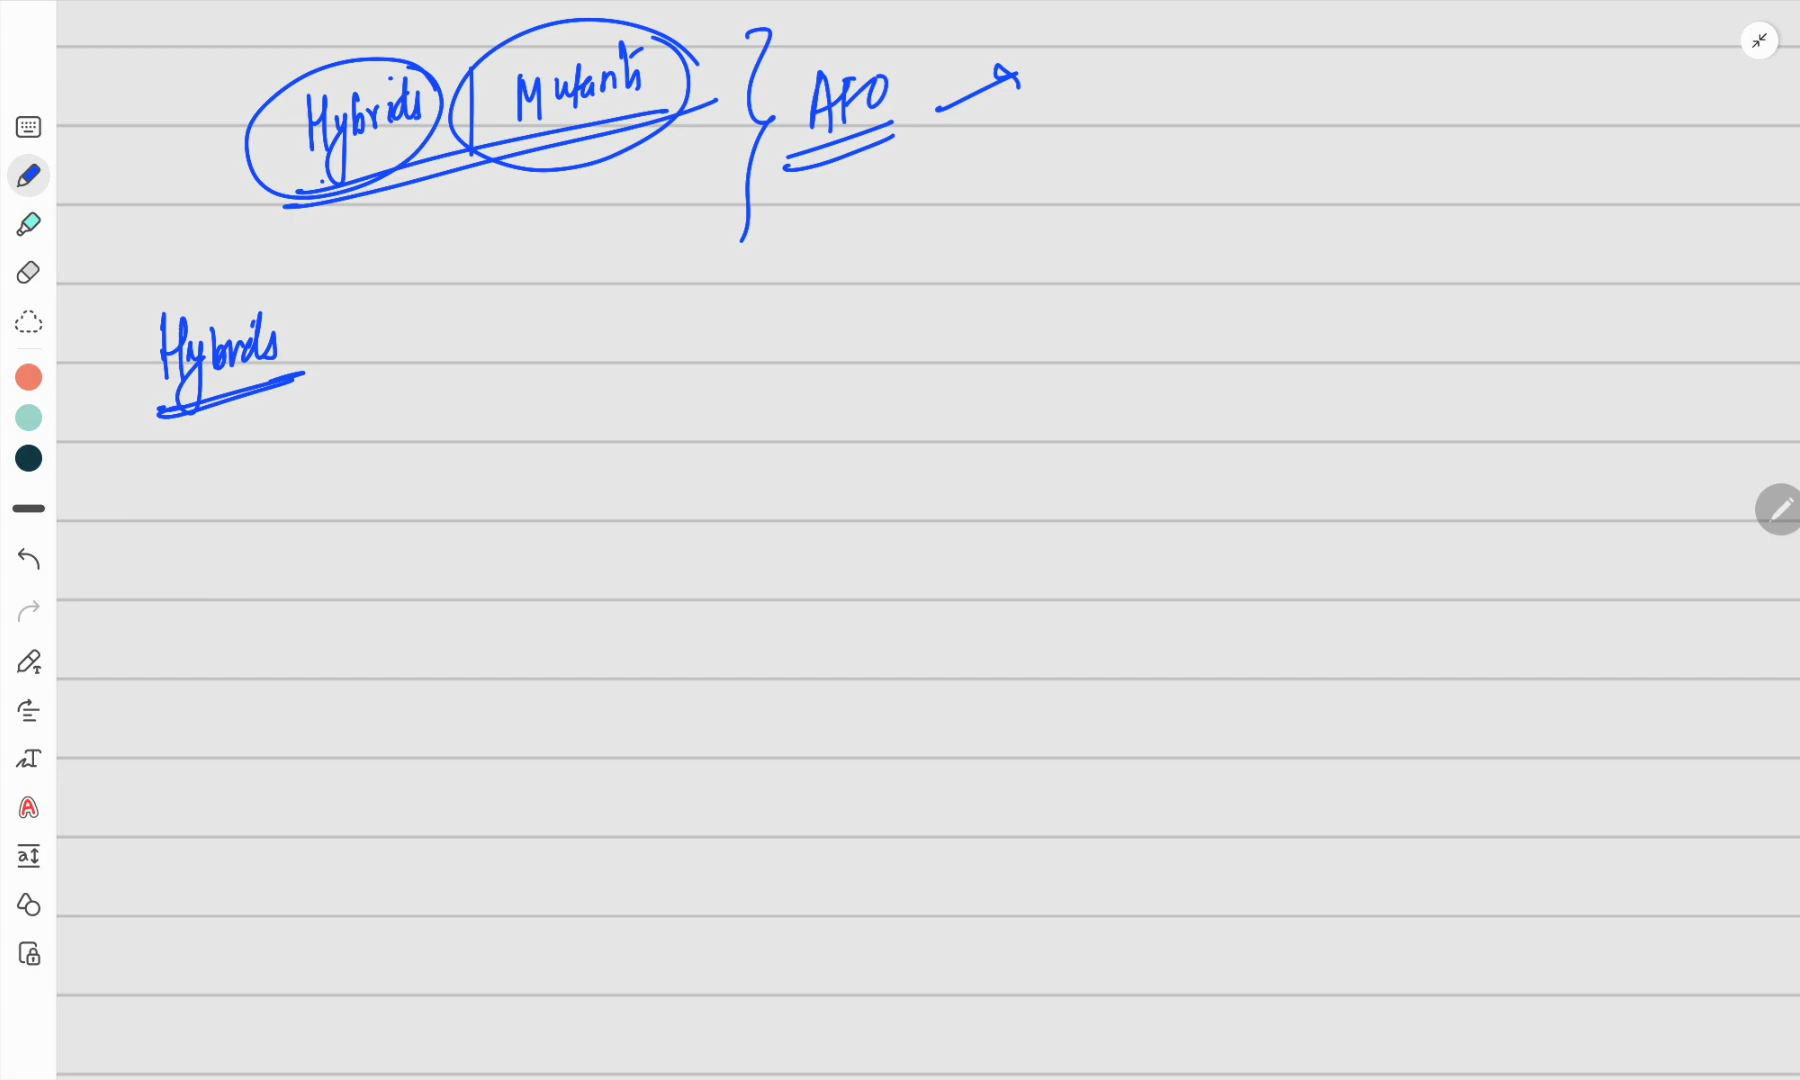 Hybrids | Mutants } AFO →
Hybrids